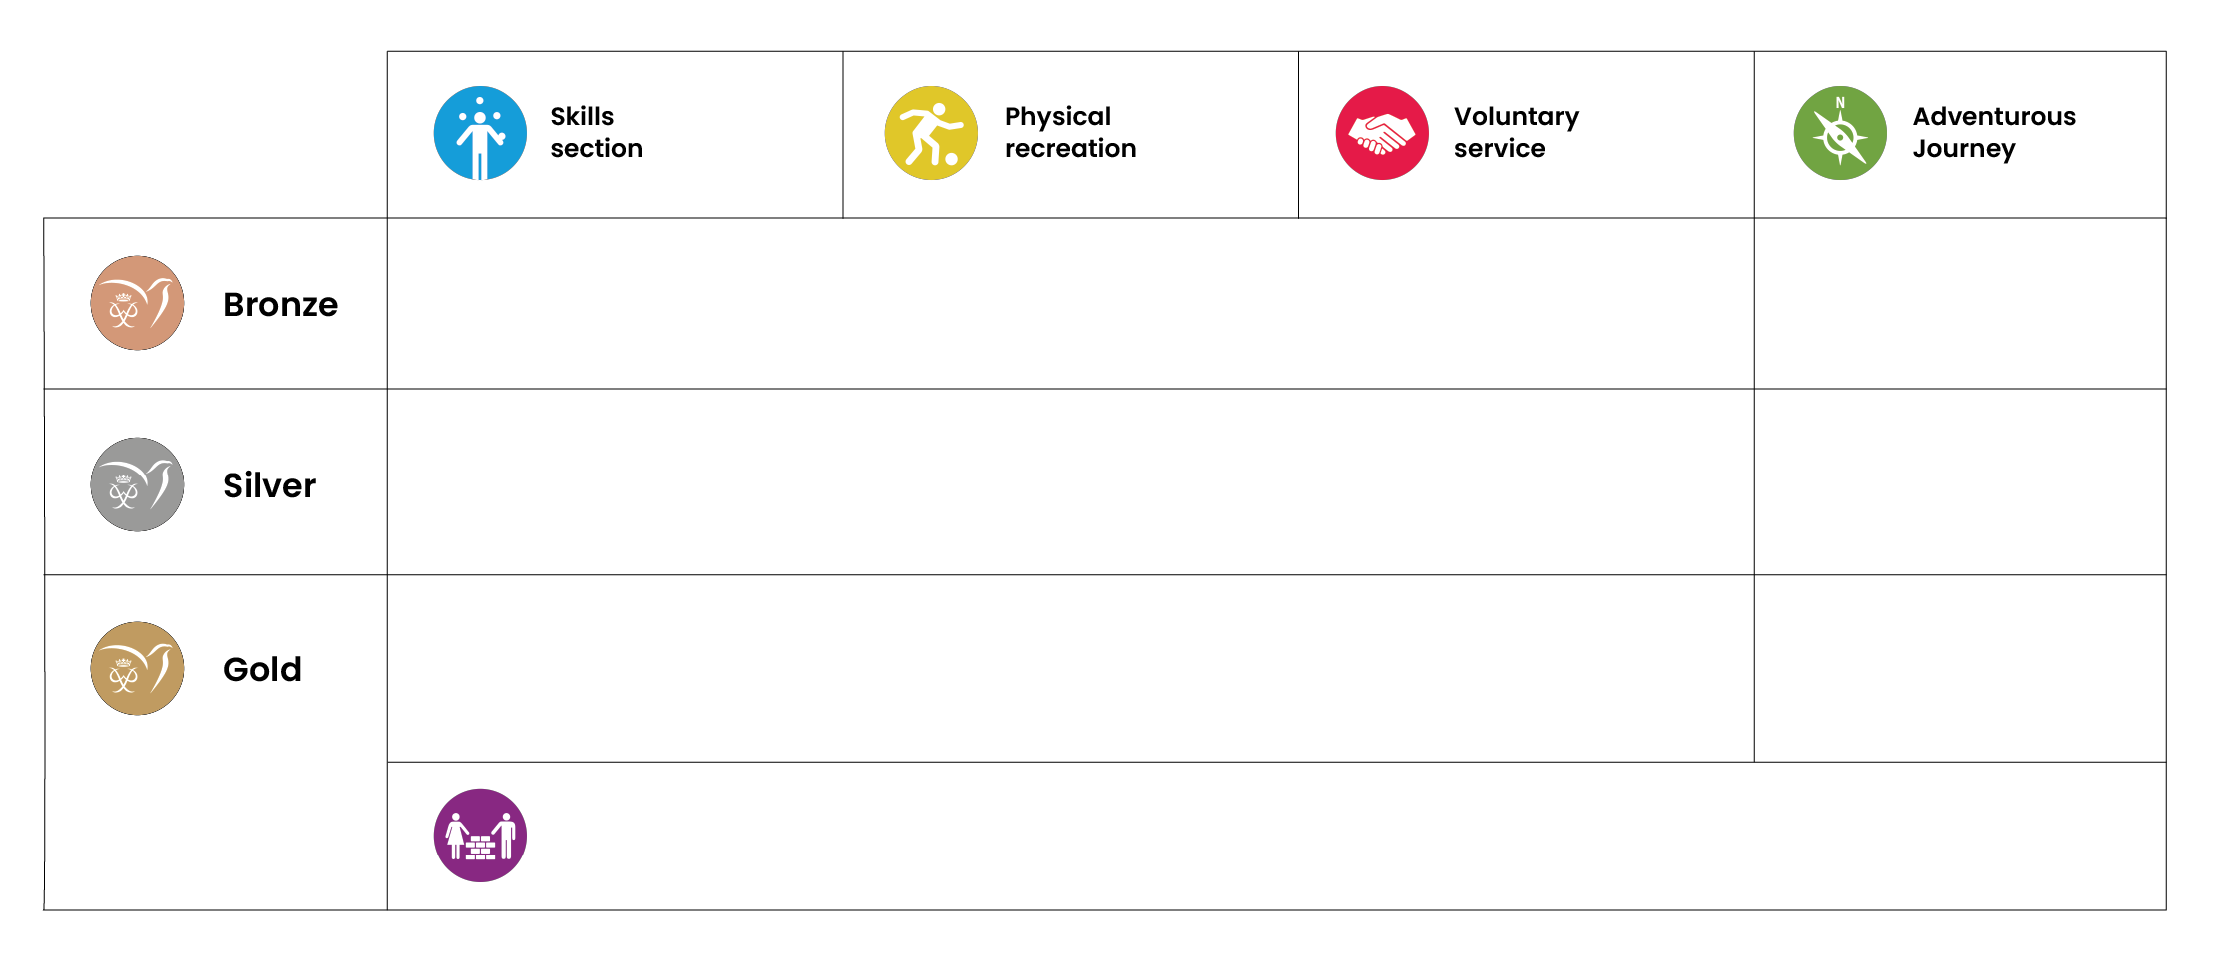 Skills
section
Physical
recreation
Voluntary
service
N
Adventurous
Journey
Bronze
Silver
Gold